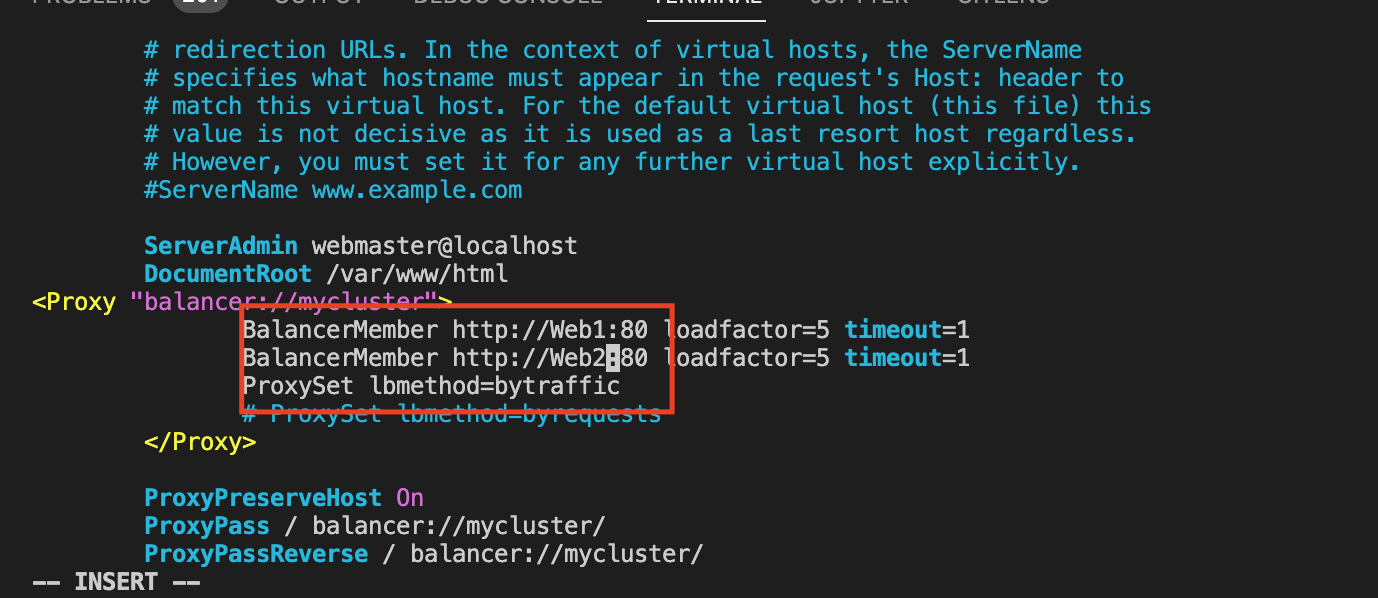 PROBLEMS OUTPUT DEBUG CONSOLE TERMINAL JUPYTER GITLENS
# redirection URLs. In the context of virtual hosts, the ServerName
# specifies what hostname must appear in the request's Host: header to
# match this virtual host. For the default virtual host (this file) this
# value is not decisive as it is used as a last resort host regardless.
# However, you must set it for any further virtual host explicitly.
#ServerName www.example.com
ServerAdmin webmaster@localhost
DocumentRoot /var/www/html
<Proxy "balancer://mycluster">
BalancerMember http://Web1:80 loadfactor=5 timeout=1
BalancerMember http://Web2:80 loadfactor=5 timeout=1
ProxySet lbmethod=bytraffic
# ProxySet lbmethod=byrequests
</Proxy>
ProxyPreserveHost On
ProxyPass / balancer://mycluster/
ProxyPassReverse / balancer://mycluster/
-- INSERT --